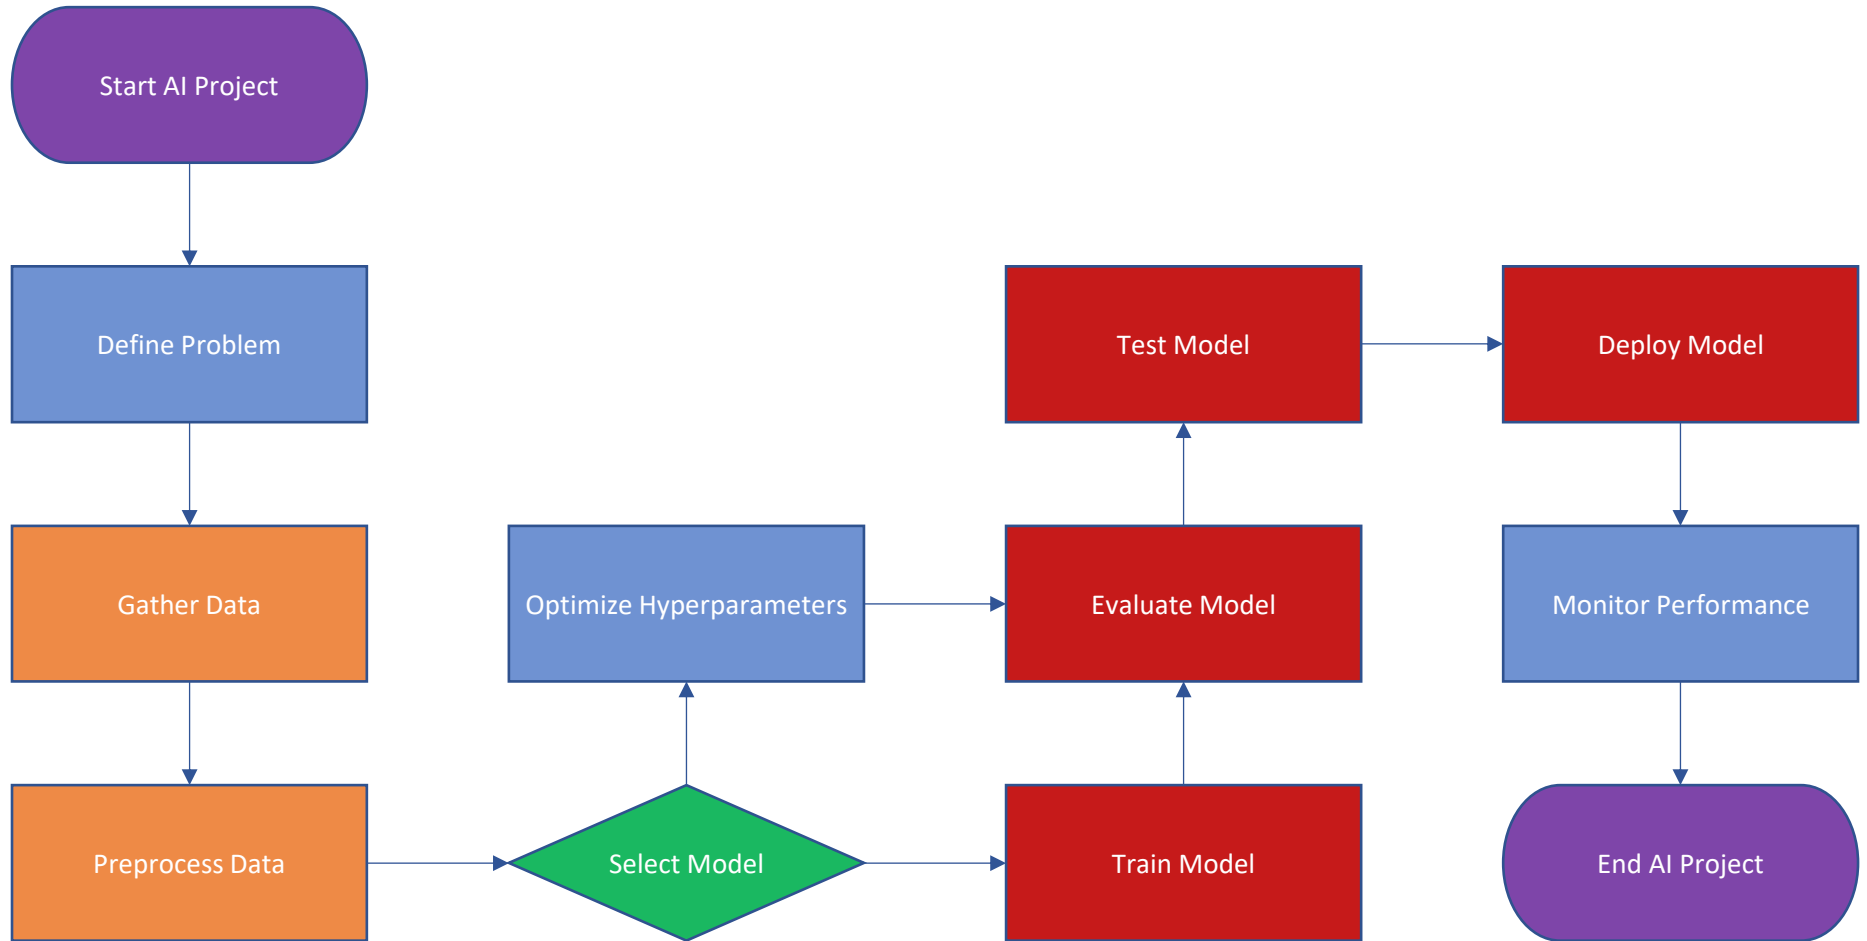 Start AI Project
Define Problem
Gather Data
Preprocess Data
Select Model
Optimize Hyperparameters
Train Model
Evaluate Model
Test Model
Deploy Model
Monitor Performance
End AI Project